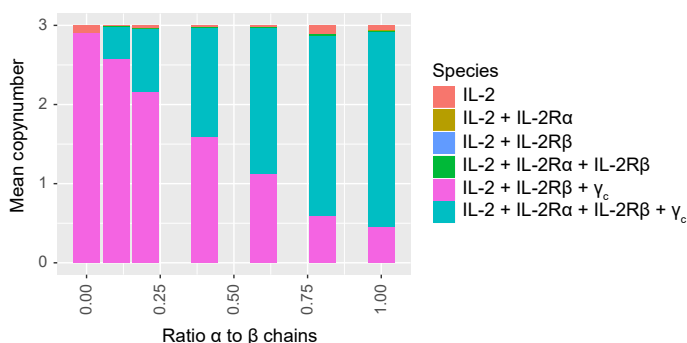 Mean copynumber
3
2
1
0
0.00
0.25
0.50
0.75
1.00
Ratio α to β chains
Species
IL-2
IL-2 + IL-2Rα
IL-2 + IL-2Rβ
IL-2 + IL-2Rα + IL-2Rβ
IL-2 + IL-2Rβ + γc
IL-2 + IL-2Rα + IL-2Rβ + γc